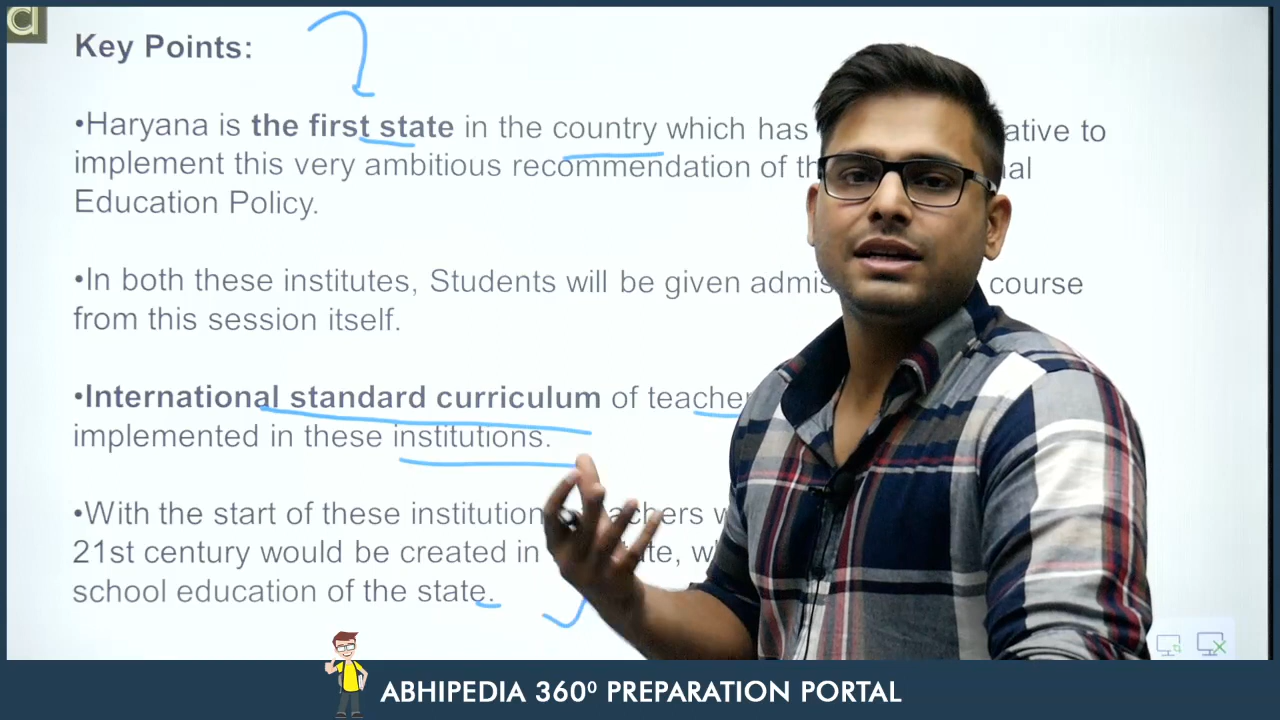 a
Key Points:
•Haryana is the first state in the country which has ative to
implement this very ambitious recommendation of th nal
Education Policy.
•In both these institutes, Students will be given admis course
from this session itself.
•International standard curriculum of teache
implemented in these institutions.
•With the start of these institution achers w
21st century would be created in te, w
school education of the state.
ABHIPEDIA 360⁰ PREPARATION PORTAL